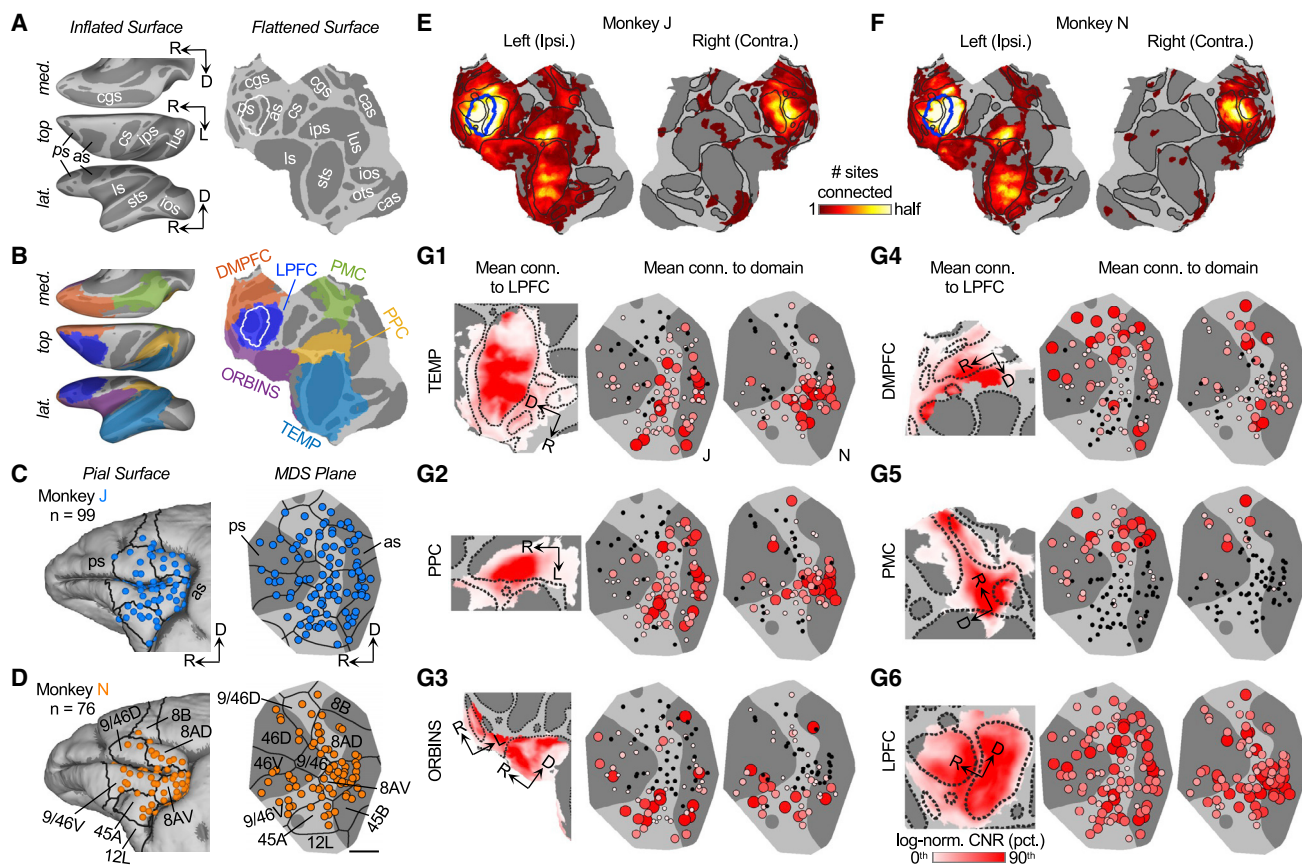 A
Inflated Surface
Flattened Surface
R
D
med.
cgs
R
L
top
cs
ips
lus
ps as
lat.
ls
sts
ios
D
R
cgs
ps
as
cs
cgs
cas
ips
lus
ls
sts
ios
ots
cas
B
med.
top
lat.
DMPFC
LPFC
PMC
PPC
ORBINS
TEMP
C
Pial Surface
MDS Plane
Monkey J
n = 99
ps
as
D
R
ps
as
D
R
D
Monkey N
n = 76
9/46D
8B
8AD
8AV
9/46V
45A
12L
9/46D
8B
46D
8AD
46V
9/46
8AV
9/46V
45A
45B
12L
E
Monkey J
Left (Ipsi.)
Right (Contra.)
# sites
connected
1
half
F
Monkey N
Left (Ipsi.)
Right (Contra.)
G1
Mean conn.
to LPFC
Mean conn. to domain
TEMP
D
R
J
N
G2
PPC
R
L
G3
ORBINS
R
L
R
D
G4
Mean conn.
to LPFC
Mean conn. to domain
DMPFC
R
D
G5
PMC
R
D
G6
LPFC
R
D
log-norm. CNR (pct.)
0th
90th